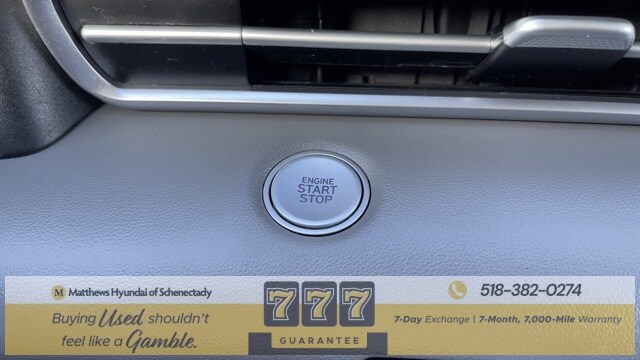 ENGINE
START
STOP
M Matthews Hyundai of Schenectady
518-382-0274
Buying Used shouldn't
feel like a Gamble.
777
GUARANTEE
7-Day Exchange | 7-Month, 7,000-Mile Warranty